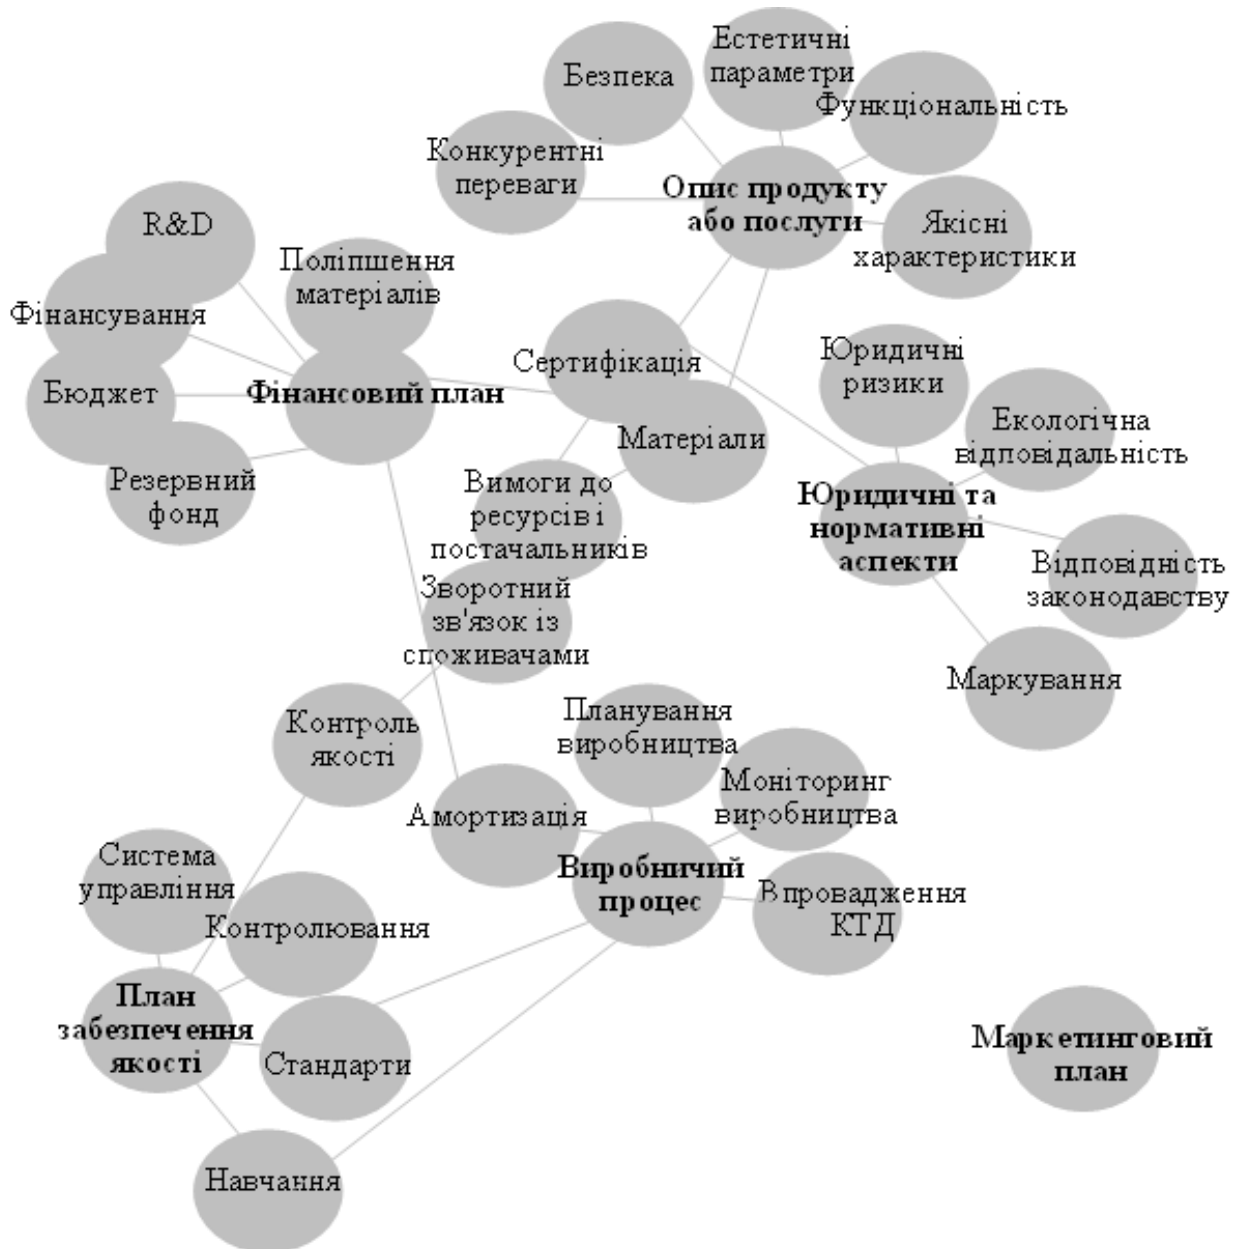 Естетичні
параметри
Безпека
Функціональність
Конкурентні
переваги
Опис продукту
або послуги
Якісні
характеристики
R&D
Поліпшення
матеріалів
Фінансування
Сертифікація
Юридичні
ризики
Бюджет
Фінансовий план
Матеріали
Екологічна
відповідальність
Резервний
фонд
Вимоги до
ресурсів і
постачальників
Юридичні та
нормативні
аспекти
Відповідність
законодавству
Зворотний
зв'язок із
споживачами
Маркування
Контроль
якості
Планування
виробництва
Моніторинг
виробництва
Амортизація
Система
управління
Виробничий
процес
Впровадження
КТД
Контролювання
План
забезпечення
якості
Стандарти
Маркетинговий
план
Навчання